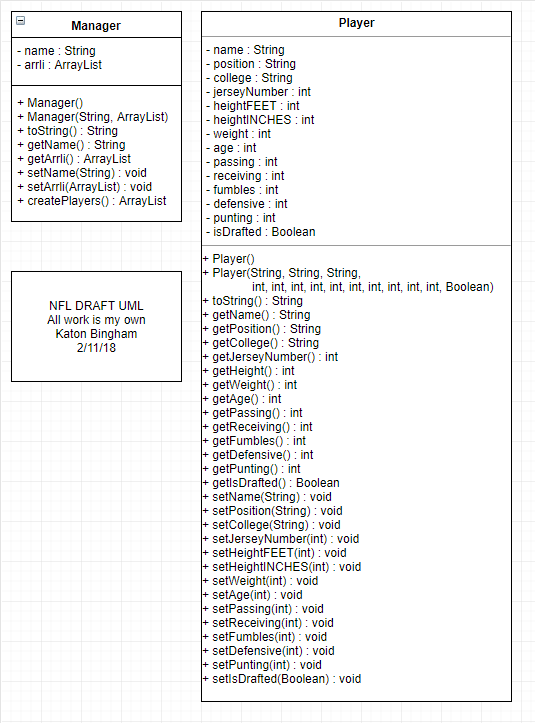 Manager
- name : String
- arrli : ArrayList
+ Manager()
+ Manager(String, ArrayList)
+ toString() : String
+ getName() : String
+ getArrli() : ArrayList
+ setName(String) : void
+ setArrli(ArrayList) : void
+ createPlayers() : ArrayList
NFL DRAFT UML
All work is my own
Katon Bingham
2/11/18
Player
- name : String
- position : String
- college : String
- jerseyNumber : int
- heightFEET : int
- heightINCHES : int
- weight : int
- age : int
- passing : int
- receiving : int
- fumbles : int
- defensive : int
- punting : int
- isDrafted : Boolean
+ Player()
+ Player(String, String, String,
int, int, int, int, int, int, int, int, int, int, Boolean)
+ toString() : String
+ getName() : String
+ getPosition() : String
+ getCollege() : String
+ getJerseyNumber() : int
+ getHeight() : int
+ getWeight() : int
+ getAge() : int
+ getPassing() : int
+ getReceiving() : int
+ getFumbles() : int
+ getDefensive() : int
+ getPunting() : int
+ getIsDrafted() : Boolean
+ setName(String) : void
+ setPosition(String) : void
+ setCollege(String) : void
+ setJerseyNumber(int) : void
+ setHeightFEET(int) : void
+ setHeightINCHES(int) : void
+ setWeight(int) : void
+ setAge(int) : void
+ setPassing(int) : void
+ setReceiving(int) : void
+ setFumbles(int) : void
+ setDefensive(int) : void
+ setPunting(int) : void
+ setIsDrafted(Boolean) : void